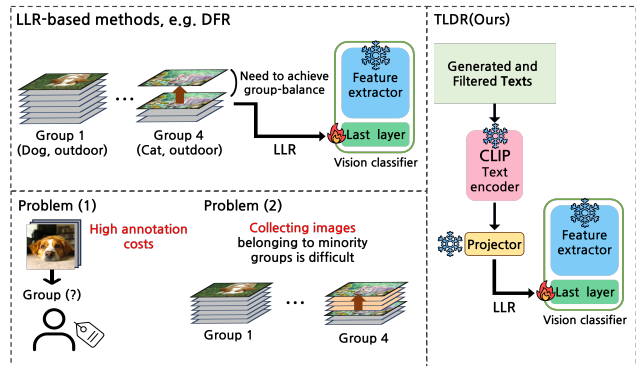 LLR-based methods, e.g. DFR
Need to achieve
group-balance
Group 1
(Dog, outdoor)
...
Group 4
(Cat, outdoor)
LLR
Feature
extractor
Last layer
Vision classifier
Problem (1)
High annotation
costs
Group (?)
Problem (2)
Collecting images
belonging to minority
groups is difficult
...
Group 1
Group 4
TLDR(Ours)
Generated and
Filtered Texts
CLIP
Text
encoder
Projector
LLR
Feature
extractor
Last layer
Vision classifier